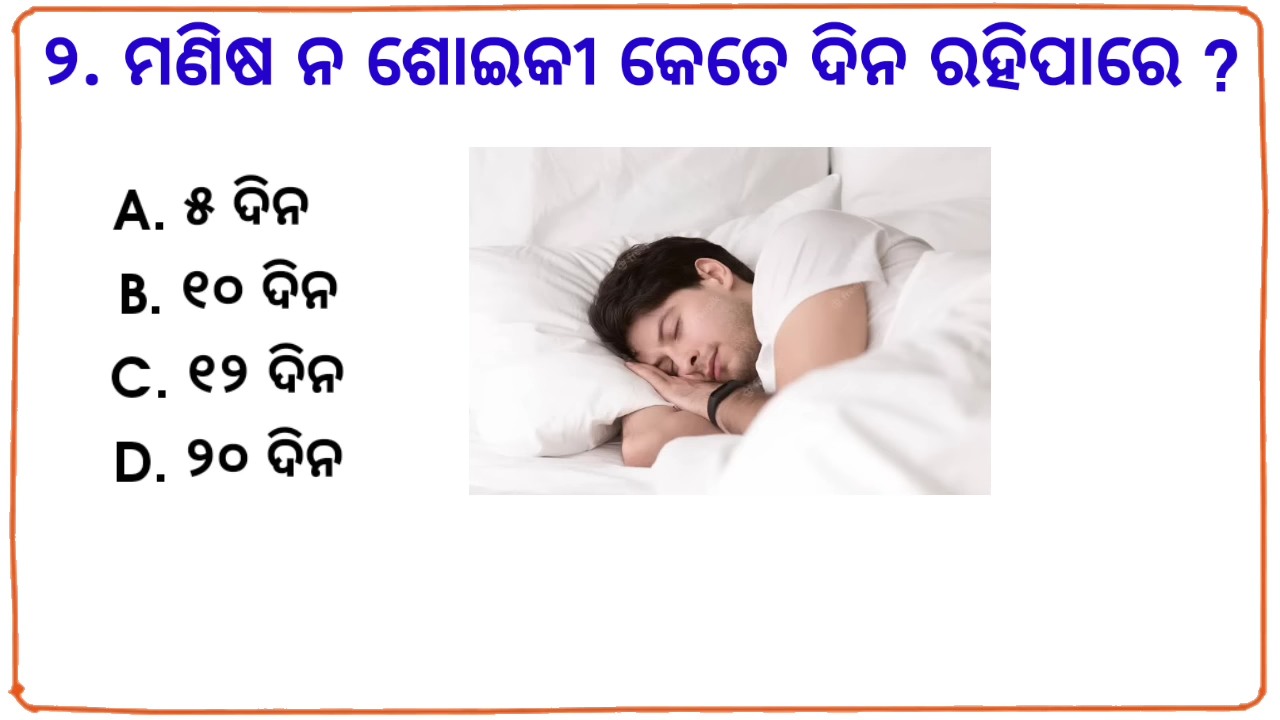 ୨. ମଣିଷ ନ ଶୋଇକୀ କେତେ ଦିନ ରହିପାରେ ?
A. ୫ ଦିନ
B. ୧୦ ଦିନ
C. ୧୨ ଦିନ
D. ୨୦ ଦିନ